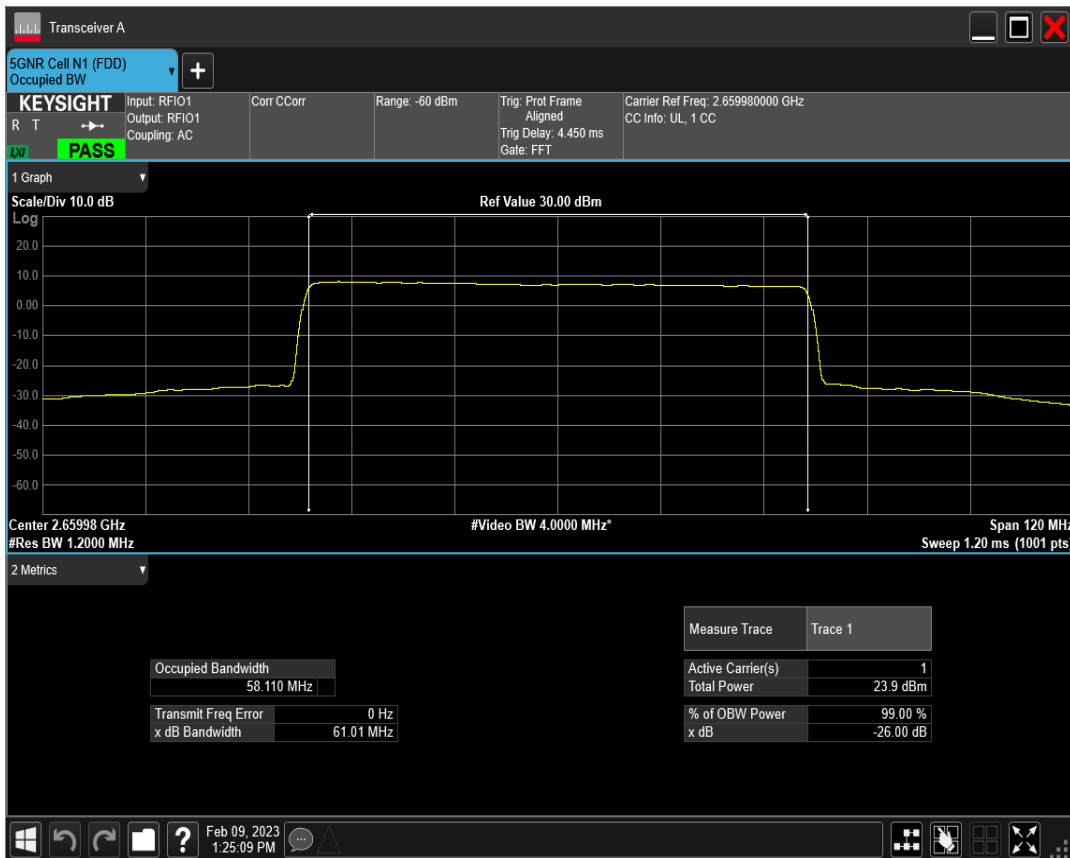 Transceiver A
5GNR Cell N1 (FDD)
Occupied BW
+
KEYSIGHT
R T
LXI
PASS
Input: RFIO1
Output: RFIO1
Coupling: AC
Corr CCorr
Range: -60 dBm
Trig: Prot Frame
Aligned
Trig Delay: 4.450 ms
Gate: FFT
Carrier Ref Freq: 2.659980000 GHz
CC Info: UL, 1 CC
1 Graph
Scale/Div 10.0 dB
Ref Value 30.00 dBm
Log
20.0
10.0
0.00
-10.0
-20.0
-30.0
-40.0
-50.0
-60.0
Center 2.65998 GHz
#Video BW 4.0000 MHz*
Span 120 MHz
#Res BW 1.2000 MHz
Sweep 1.20 ms (1001 pts)
2 Metrics
Measure Trace Trace 1
Occupied Bandwidth
58.110 MHz
Active Carrier(s) 1
Total Power 23.9 dBm
Transmit Freq Error 0 Hz
x dB Bandwidth 61.01 MHz
% of OBW Power 99.00 %
x dB -26.00 dB
?
Feb 09, 2023
1:25:09 PM